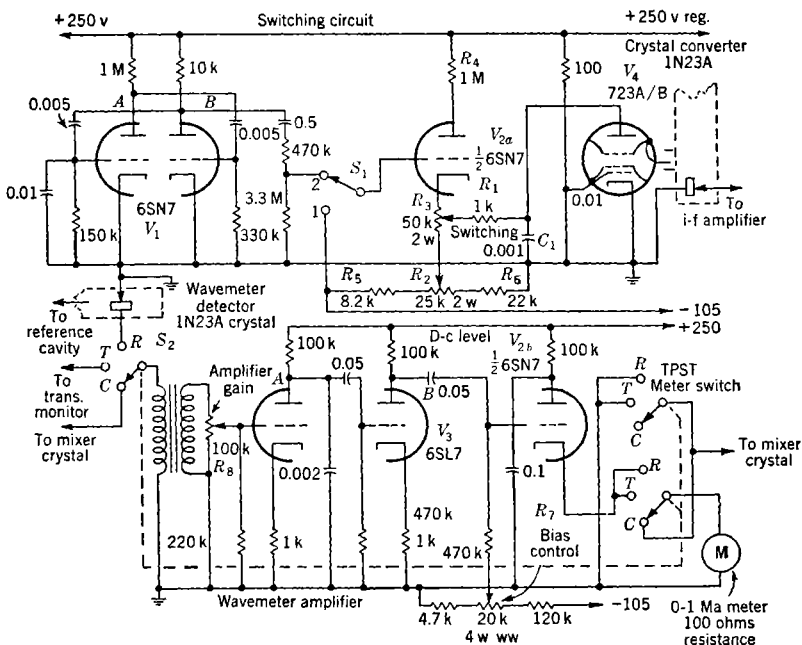 +250 v
Switching circuit
+250 v reg.
Crystal converter
1N23A
1 M
10 k
R4
1 M
100
V4
723A/B
A
B
0.005
0.005
0.5
470 k
S1
V2a
½6SN7
2
1
R1
1 k
R3
50 k
2 w
Switching
0.001
C1
0.01
0.01
6SN7
V1
150 k
3.3 M
330 k
To
i-f amplifier
R5
8.2 k
R2
25 k
2 w
R6
22 k
-105
+250
Wavemeter
detector
1N23A crystal
To
reference
cavity
R
S2
T
C
To
trans.
monitor
To mixer
crystal
Amplifier
gain
100 k
R8
D-c level
100 k
A
0.05
100 k
B
0.05
V2b
½6SN7
100 k
V3
6SL7
0.002
0.1
R
T
C
TPST
Meter switch
To mixer
crystal
R
T
C
R7
220 k
1 k
470 k
1 k
470 k
Bias
control
M
Wavemeter amplifier
4.7 k
20 k
4 w ww
120 k
-105
0-1 Ma meter
100 ohms
resistance